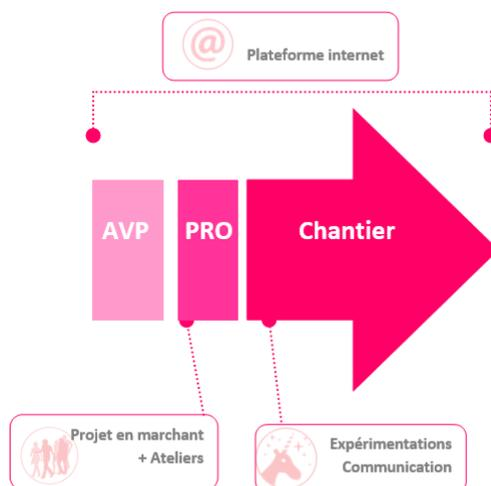 @
Plateforme internet
AVP PRO Chantier
Projet en marchant
+ Ateliers
Expérimentations
Communication